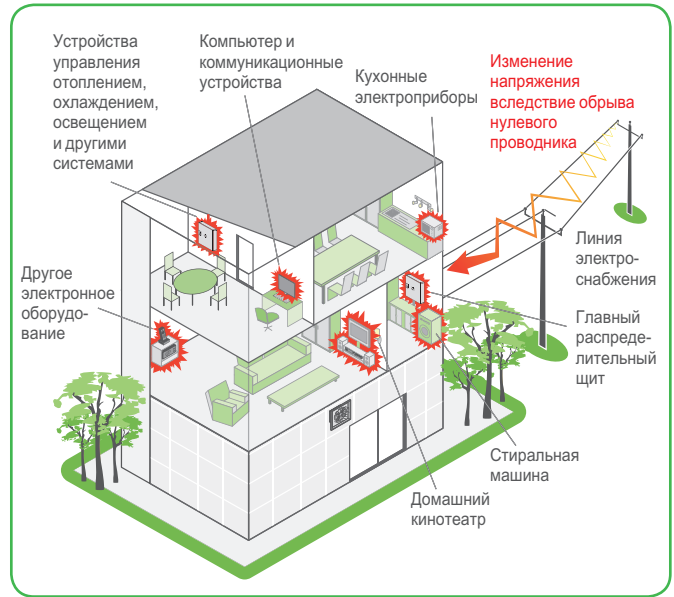 Устройства
управления
отоплением,
охлаждением,
освещением
и другими
системами
Компьютер и
коммуникационные
устройства
Кухонные
электроприборы
Изменение
напряжения
вследствие обрыва
нулевого
проводника
Линия
электро-
снабжения
Другое
электронное
оборудо-
вание
Главный
распреде-
лительный
щит
Стиральная
машина
Домашний
кинотеатр